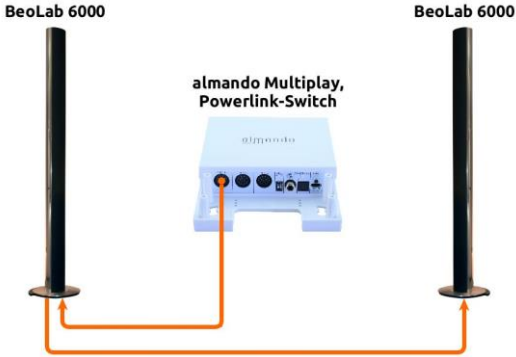 BeoLab 6000
BeoLab 6000
almando Multiplay,
Powerlink-Switch
almando